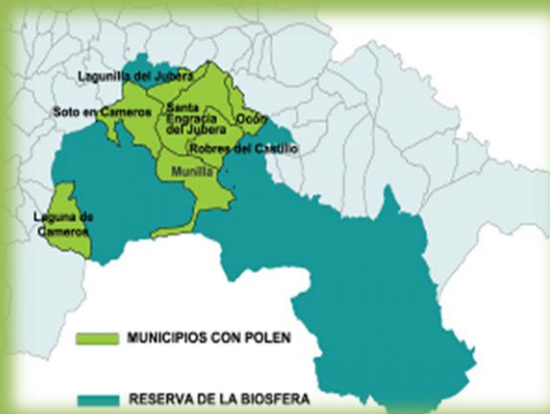 Lagunilla del Jubera
Soto en Cameros
Santa
Engracia
del Jubera
Ocón
Robres del Castillo
Munilla
Laguna de
Cameros
MUNICIPIOS CON POLEN
RESERVA DE LA BIOSFERA